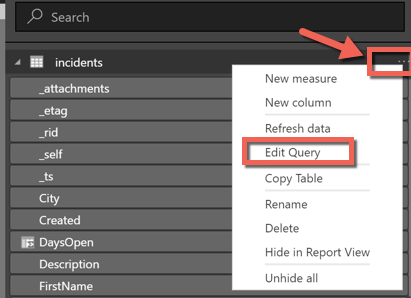 Search
incidents
...
New measure
New column
Refresh data
Edit Query
Copy Table
Rename
Delete
Hide in Report View
Unhide all
_attachments
_etag
_rid
_self
_ts
City
Created
DaysOpen
Description
FirstName